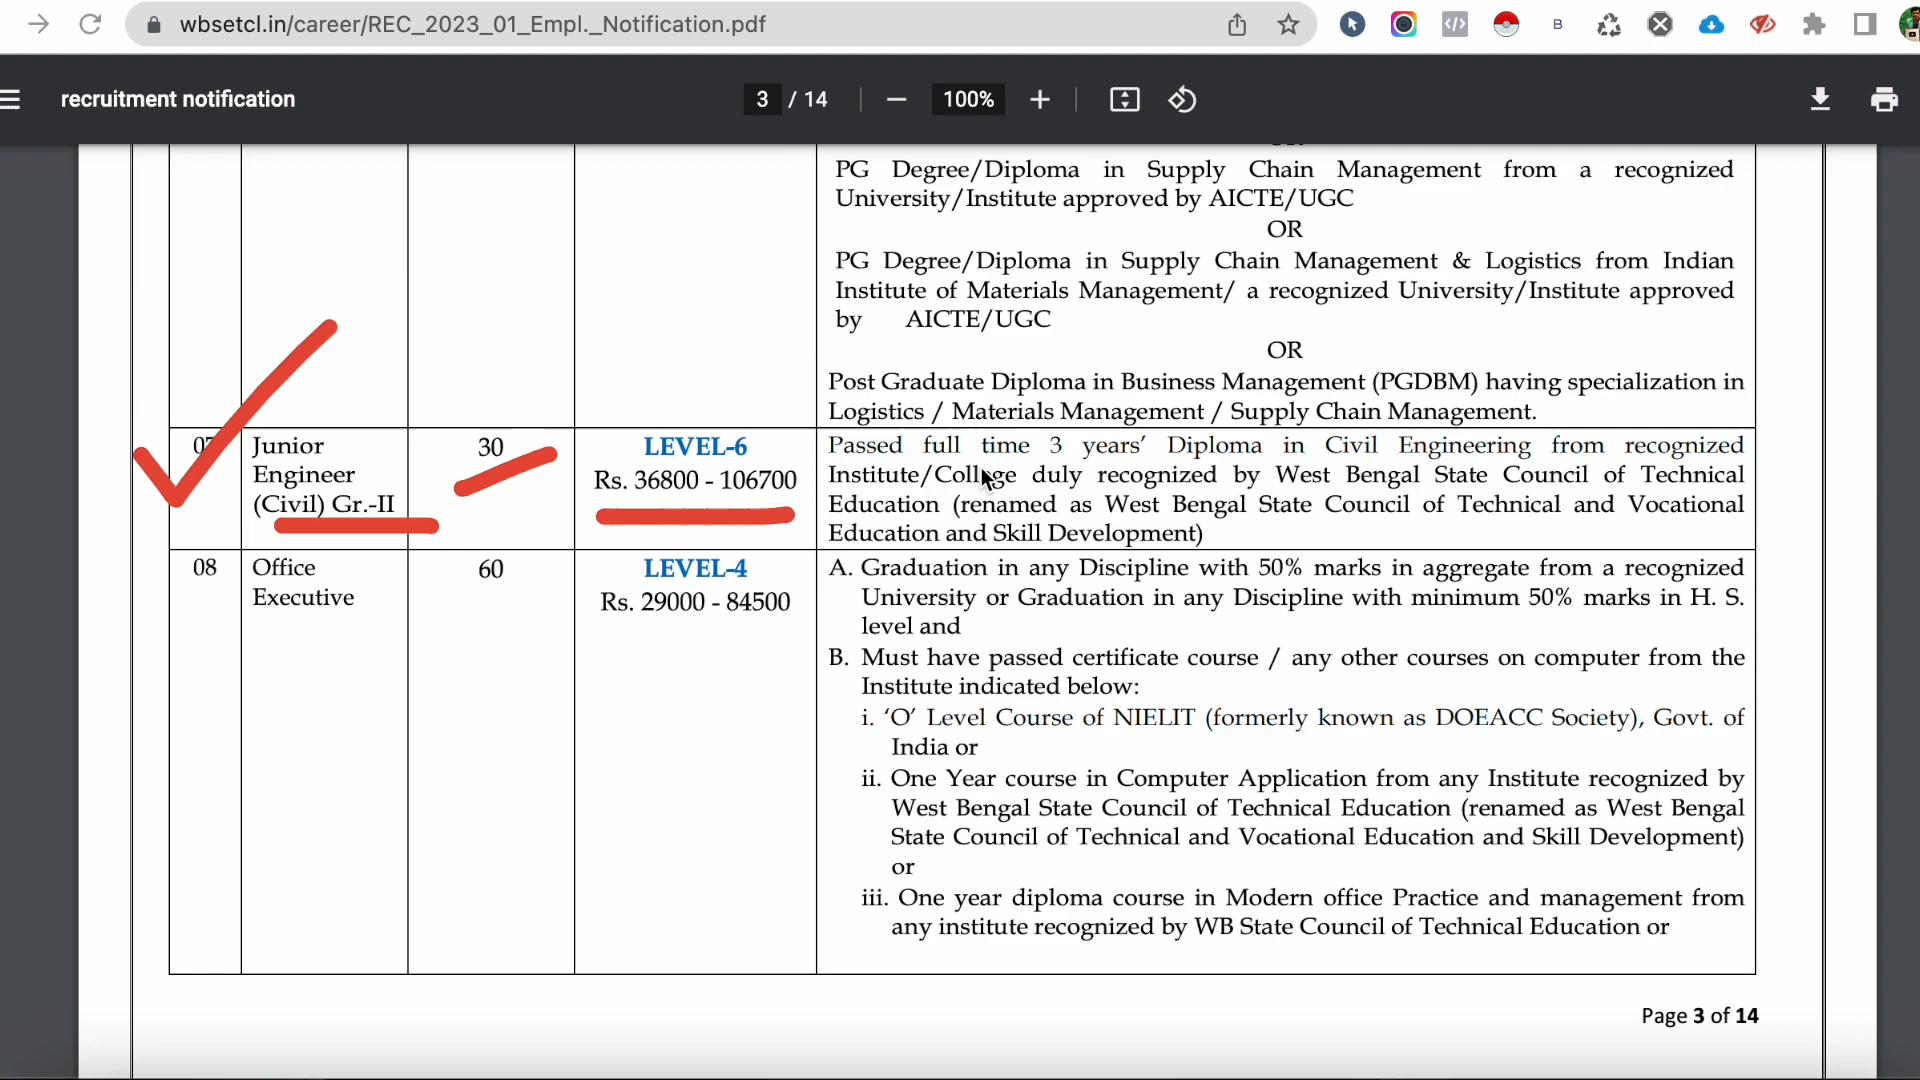 wbsetcl.in/career/REC_2023_01_Empl._Notification.pdf
recruitment notification
3 / 14
100%
PG Degree/Diploma in Supply Chain Management from a recognized
University/Institute approved by AICTE/UGC
OR
PG Degree/Diploma in Supply Chain Management & Logistics from Indian
Institute of Materials Management/ a recognized University/Institute approved
by AICTE/UGC
OR
Post Graduate Diploma in Business Management (PGDBM) having specialization in
Logistics / Materials Management / Supply Chain Management.
07
Junior
Engineer
(Civil) Gr.-II
30
LEVEL-6
Rs. 36800 - 106700
Passed full time 3 years’ Diploma in Civil Engineering from recognized
Institute/College duly recognized by West Bengal State Council of Technical
Education (renamed as West Bengal State Council of Technical and Vocational
Education and Skill Development)
08
Office
Executive
60
LEVEL-4
Rs. 29000 - 84500
A. Graduation in any Discipline with 50% marks in aggregate from a recognized
University or Graduation in any Discipline with minimum 50% marks in H. S.
level and
B. Must have passed certificate course / any other courses on computer from the
Institute indicated below:
i. ‘O’ Level Course of NIELIT (formerly known as DOEACC Society), Govt. of
India or
ii. One Year course in Computer Application from any Institute recognized by
West Bengal State Council of Technical Education (renamed as West Bengal
State Council of Technical and Vocational Education and Skill Development)
or
iii. One year diploma course in Modern office Practice and management from
any institute recognized by WB State Council of Technical Education or
Page 3 of 14